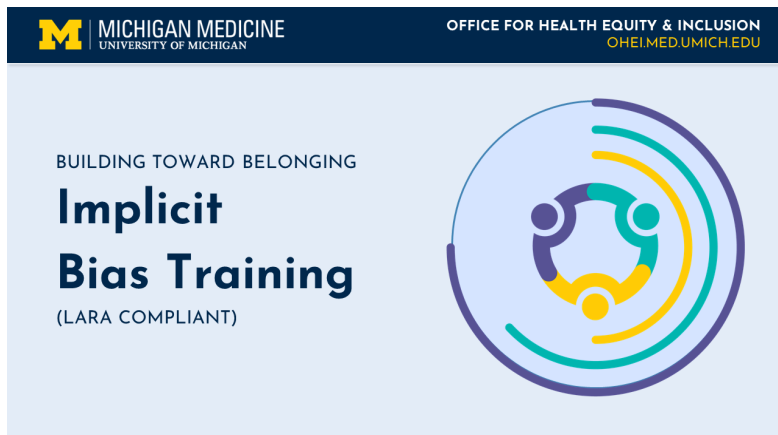 M
MICHIGAN MEDICINE
UNIVERSITY OF MICHIGAN
OFFICE FOR HEALTH EQUITY & INCLUSION
OHEI.MED.UMICH.EDU
BUILDING TOWARD BELONGING
Implicit
Bias Training
(LARA COMPLIANT)